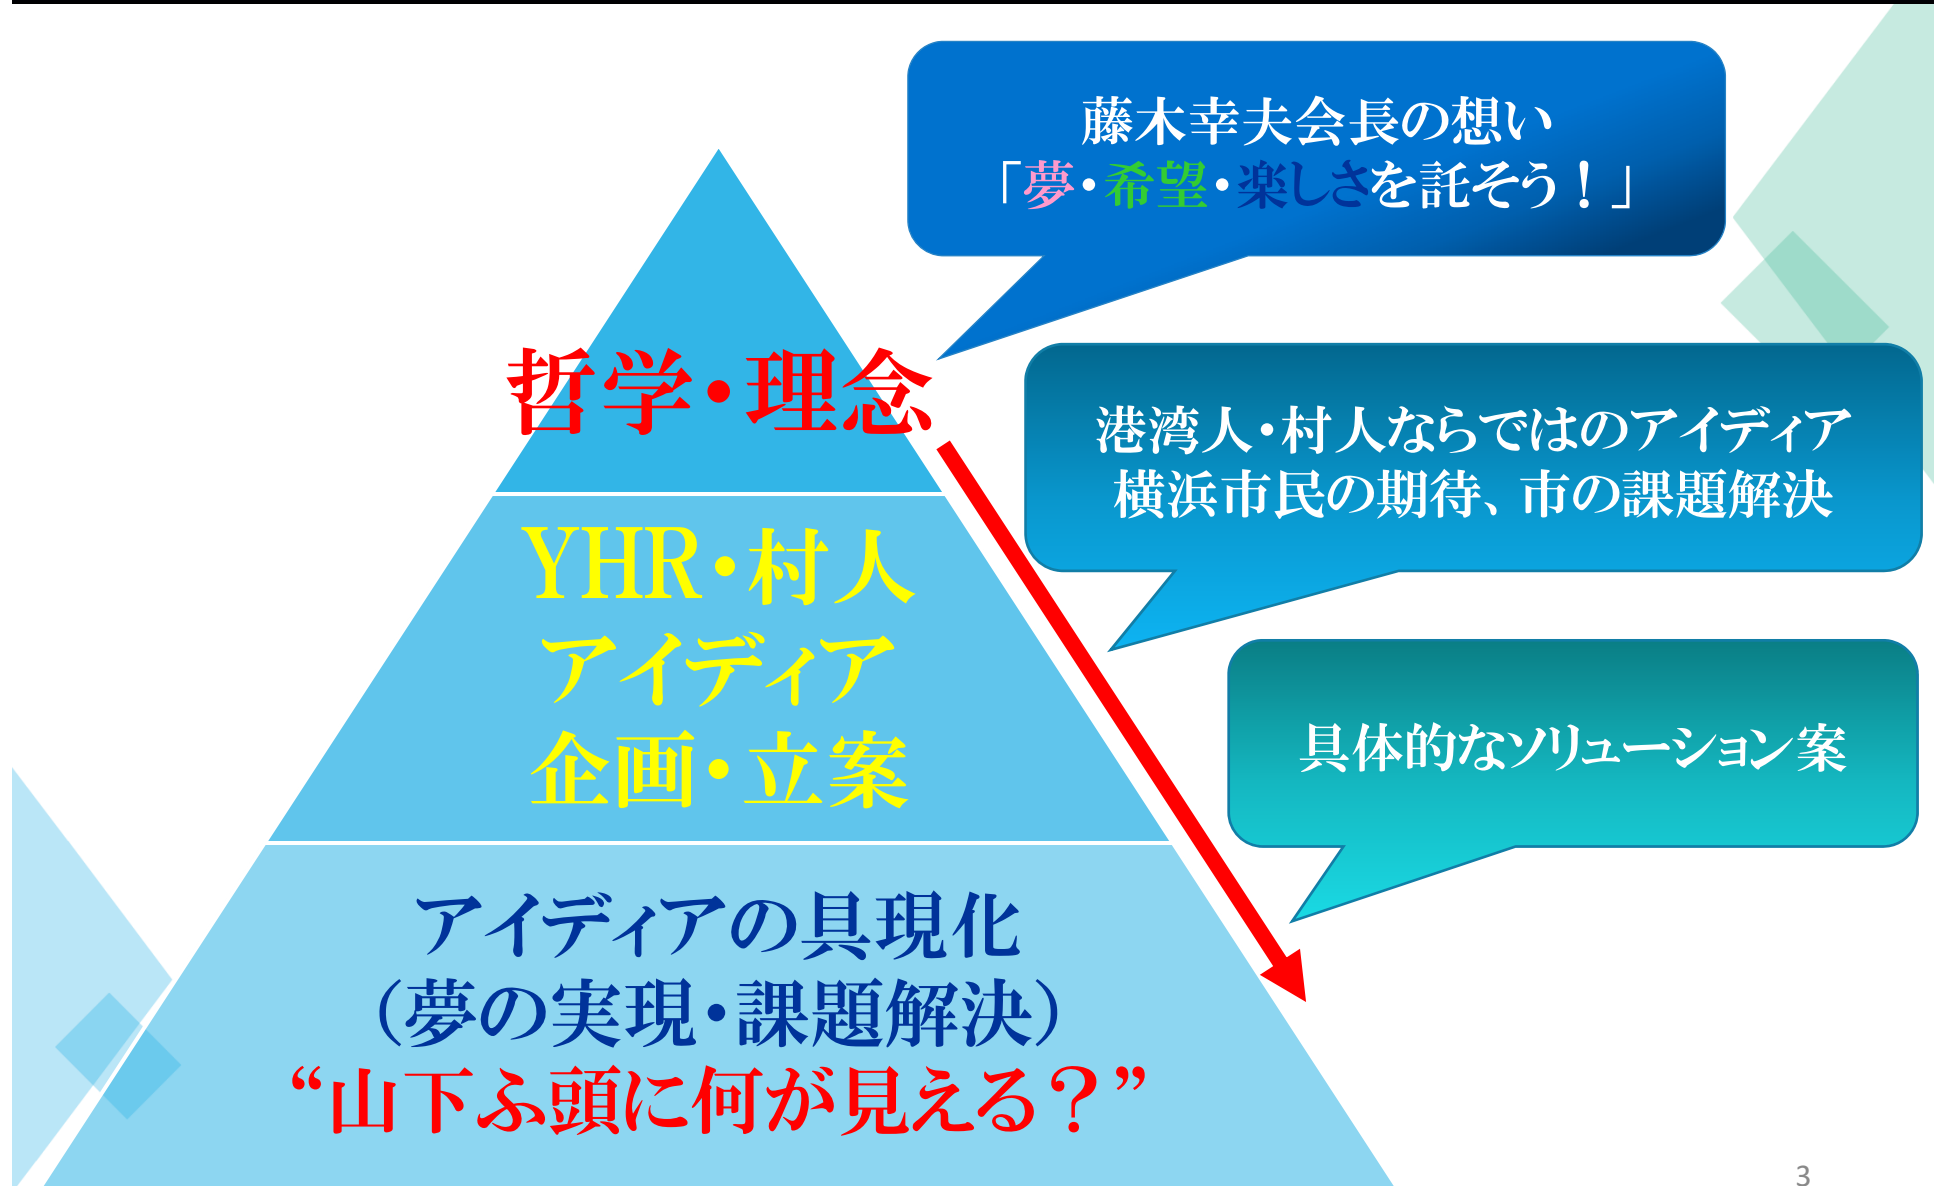 藤木幸夫会長の想い
「夢・希望・楽しさを託そう!」
哲学・理念
港湾人・村人ならではのアイディア
横浜市民の期待、市の課題解決
YHR・村人
アイディア
企画・立案
具体的なソリューション案
アイディアの具現化
(夢の実現・課題解決)
“山下ふ頭に何が見える?”
3